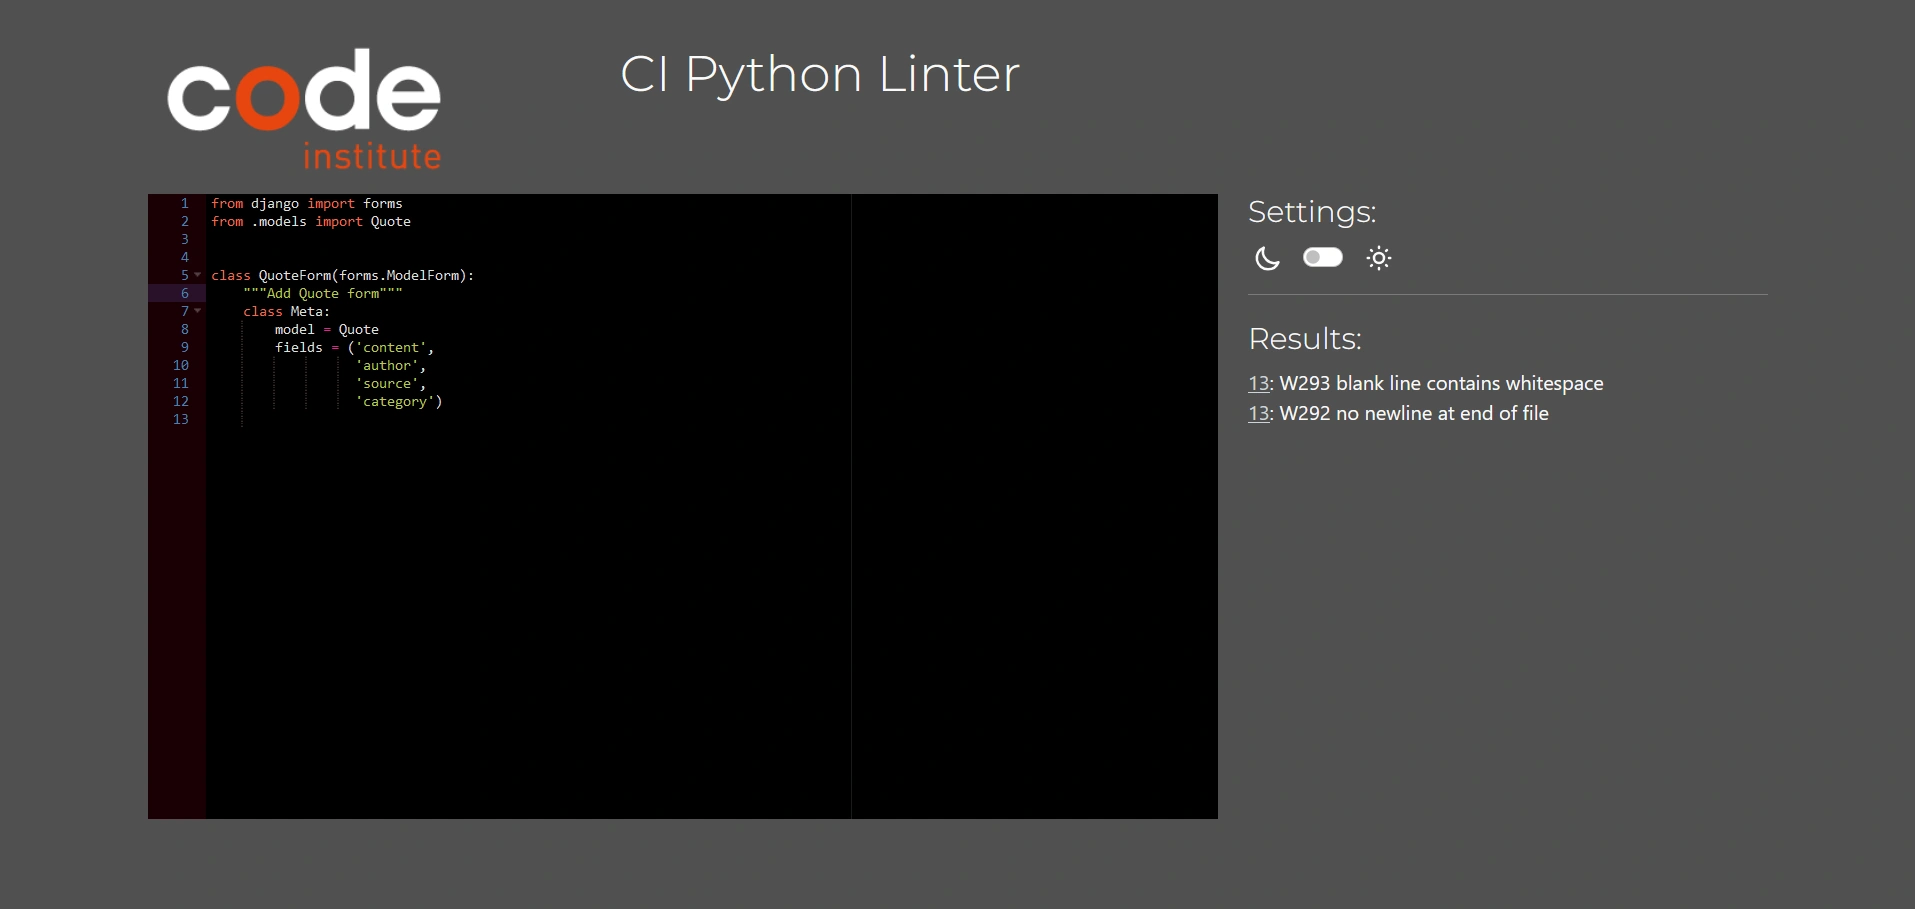 code
institute
CI Python Linter
1 from django import forms
2 from .models import Quote
3
4
5 class QuoteForm(forms.ModelForm):
6     """Add Quote form"""
7     class Meta:
8         model = Quote
9         fields = ('content',
10                   'author',
11                   'source',
12                   'category')
13
Settings:
Results:
13: W293 blank line contains whitespace
13: W292 no newline at end of file